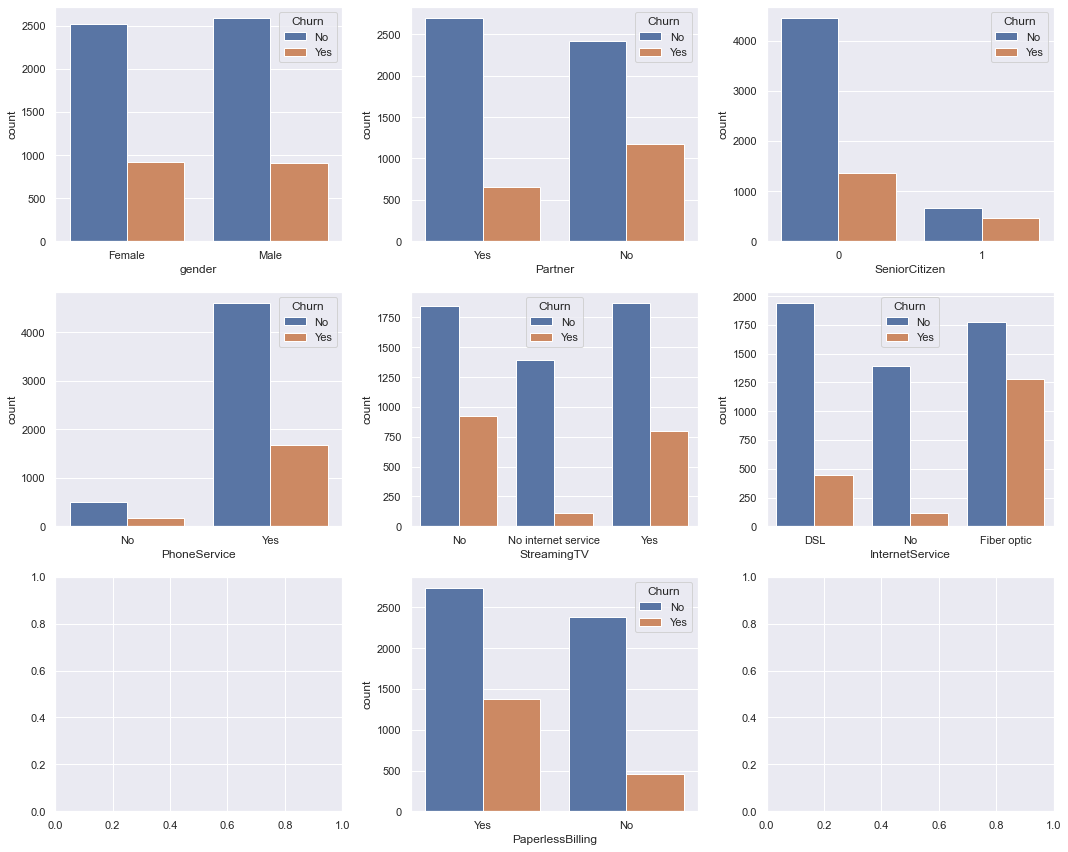 2500
2000
1500
1000
500
0
count
Female Male
gender
Churn
No
Yes
2500
2000
1500
1000
500
0
count
Yes No
Partner
Churn
No
Yes
4000
3000
2000
1000
0
count
0 1
SeniorCitizen
Churn
No
Yes
4000
3000
2000
1000
0
count
No Yes
PhoneService
Churn
No
Yes
1750
1500
1250
1000
750
500
250
0
count
No No internet service Yes
StreamingTV
Churn
No
Yes
2000
1750
1500
1250
1000
750
500
250
0
count
DSL No Fiber optic
InternetService
Churn
No
Yes
1.0
0.8
0.6
0.4
0.2
0.0
0.0 0.2 0.4 0.6 0.8 1.0
2500
2000
1500
1000
500
0
count
Yes No
PaperlessBilling
Churn
No
Yes
1.0
0.8
0.6
0.4
0.2
0.0
0.0 0.2 0.4 0.6 0.8 1.0